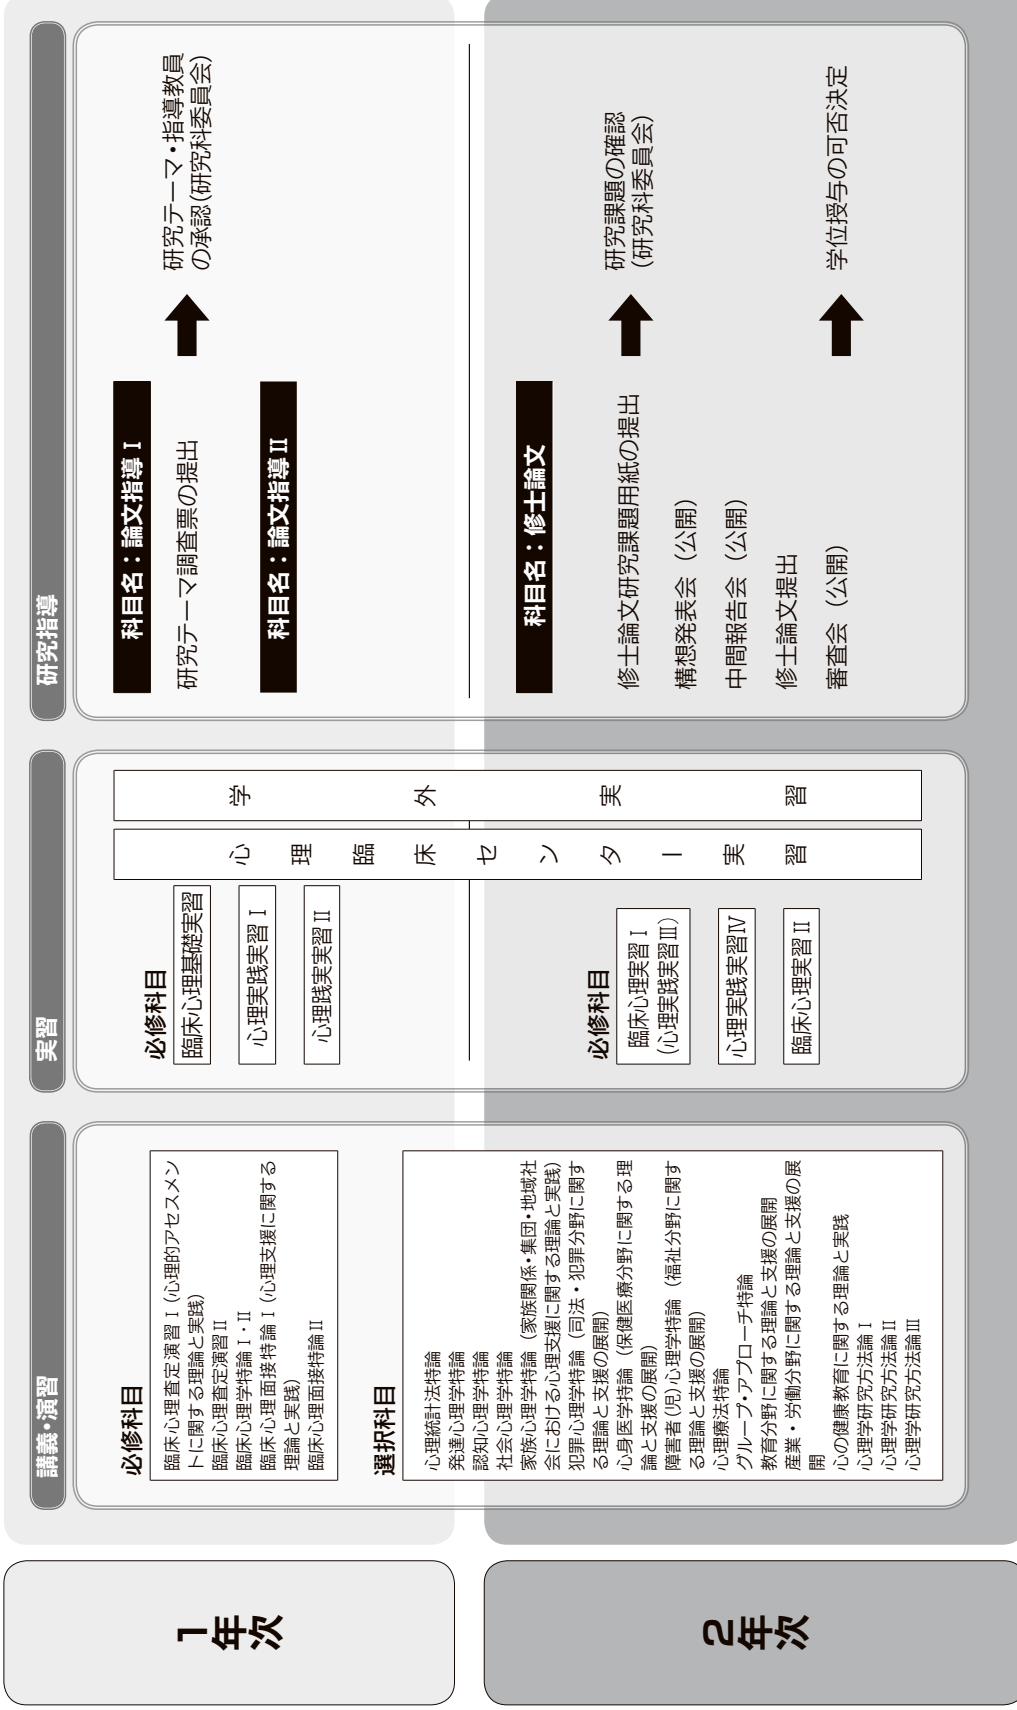 1年次
2年次
講義・演習
必修科目
臨床心理査定演習Ⅰ(心理的アセスメン
トに関する理論と実践)
臨床心理査定演習Ⅱ
臨床心理学特論Ⅰ・Ⅱ
臨床心理面接特論Ⅰ(心理支援に関する
理論と実践)
臨床心理面接特論Ⅱ
選択科目
心理統計法特論
発達心理学特論
認知心理学特論
社会心理学特論
家族心理学特論(家族関係・集団・地域社
会における心理支援に関する理論と実践)
犯罪心理学特論(司法・犯罪分野に関す
る理論と支援の展開)
心身医学持論(保健医療分野に関する理
論と支援の展開)
障害者(児)心理学特論(福祉分野に関す
る理論と支援の展開)
心理療法特論
グループ・アプローチ特論
教育分野に関する理論と支援の展開
産業・労働分野に関する理論と支援の展
開
心の健康教育に関する理論と実践
心理学研究方法論Ⅰ
心理学研究方法論Ⅱ
心理学研究方法論Ⅲ
実習
必修科目
臨床心理基礎実習
心理実践実習Ⅰ
心理践実実習Ⅱ
必修科目
臨床心理実習Ⅰ
(心理実践実習Ⅲ)
心理実践実習Ⅳ
臨床心理実習Ⅱ
心理臨床センター実習
学外実習
研究指導
科目名：論文指導Ⅰ
研究テーマ調査票の提出
研究テーマ・指導教員
の承認(研究科委員会)
科目名：論文指導Ⅱ
科目名：修士論文
修士論文研究課題用紙の提出
研究課題の確認
(研究科委員会)
構想発表会(公開)
中間報告会(公開)
修士論文提出
審査会(公開)
学位授与の可否決定